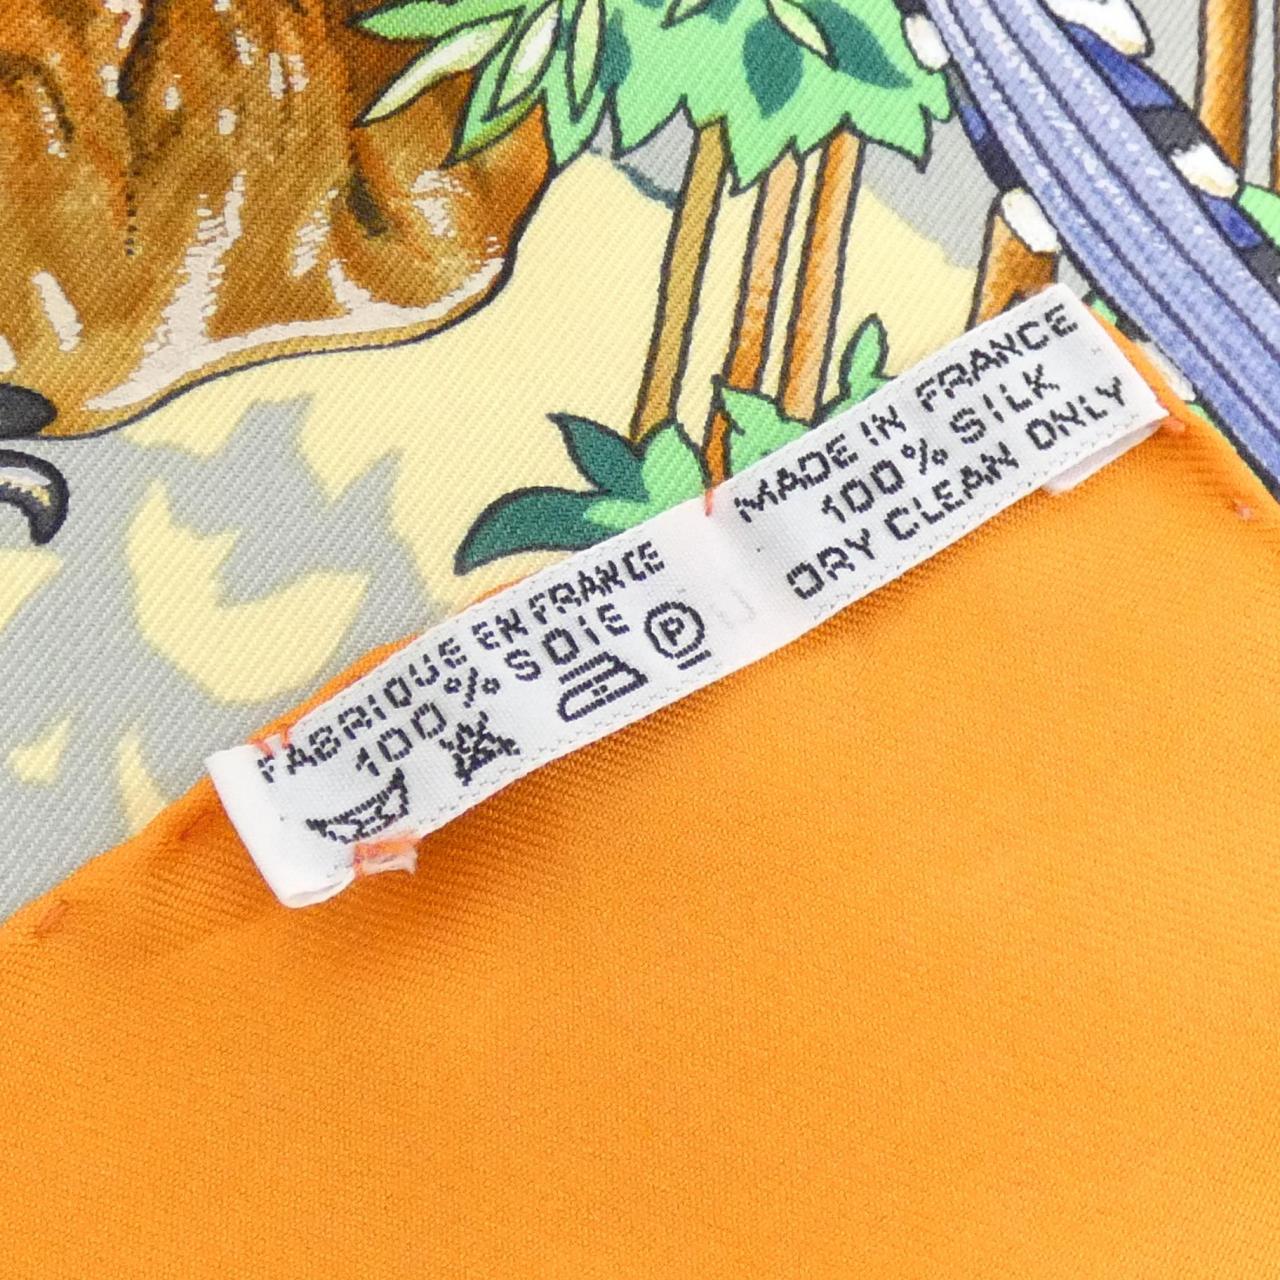 FABRIQUE EN FRANCE
100% SOIE
P
MADE IN FRANCE
100% SILK
DRY CLEAN ONLY